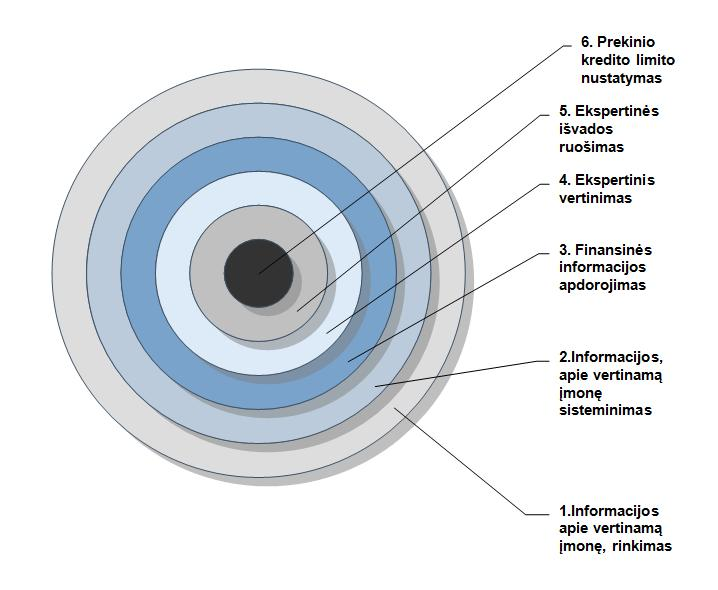 6. Prekinio
kredito limito
nustatymas
5. Ekspertinės
išvados
ruošimas
4. Ekspertinis
vertinimas
3. Finansinės
informacijos
apdorojimas
2.Informacijos,
apie vertinamą
įmonę
sisteminimas
1.Informacijos
apie vertinamą
įmonę, rinkimas